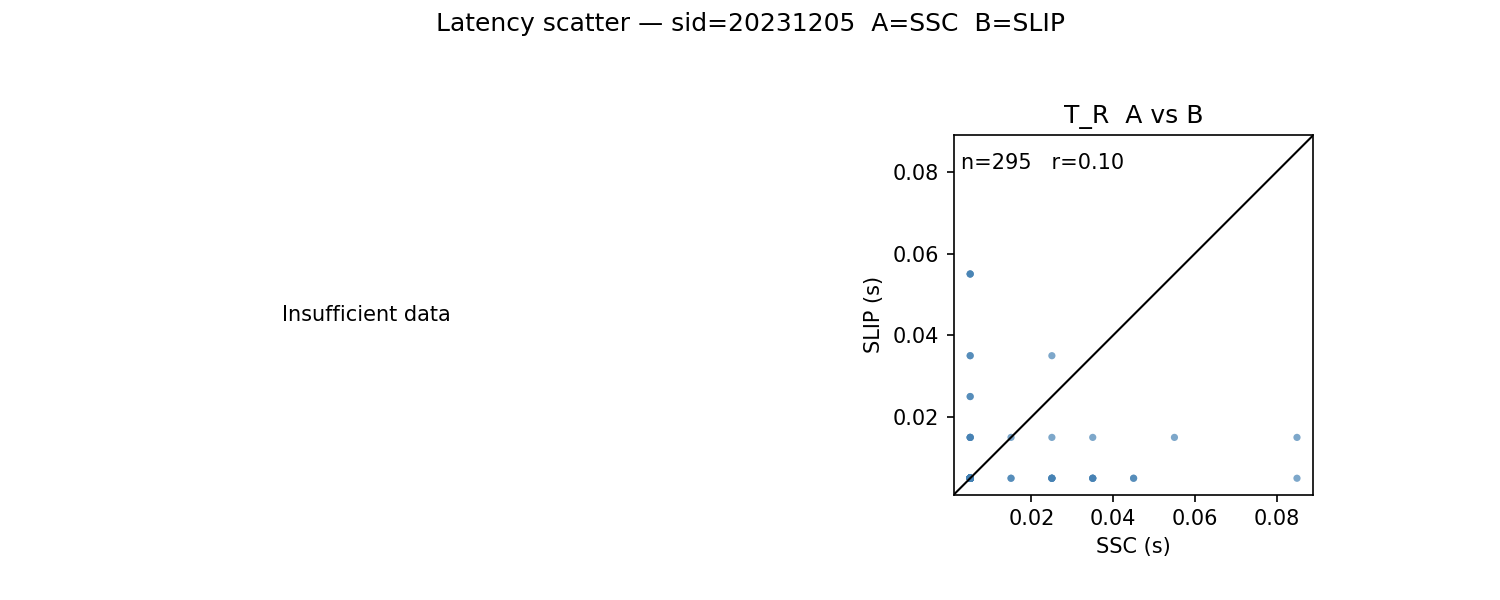 Latency scatter — sid=20231205  A=SSC  B=SLIP
Insufficient data
T_R  A vs B
n=295   r=0.10
0.08
0.06
0.04
0.02
SLIP (s)
0.02 0.04 0.06 0.08
SSC (s)